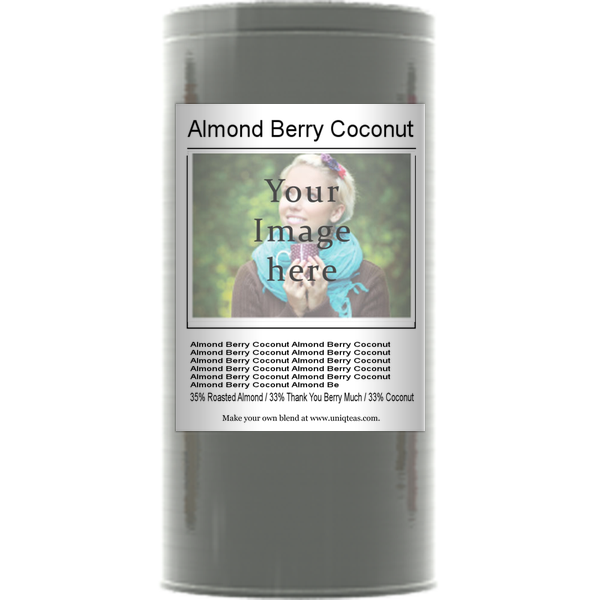 Almond Berry Coconut
Your
Image
here
Almond Berry Coconut Almond Berry Coconut
Almond Berry Coconut Almond Berry Coconut
Almond Berry Coconut Almond Berry Coconut
Almond Berry Coconut Almond Berry Coconut
Almond Berry Coconut Almond Berry Coconut
Almond Berry Coconut Almond Be
35% Roasted Almond / 33% Thank You Berry Much / 33% Coconut
Make your own blend at www.uniqteas.com.